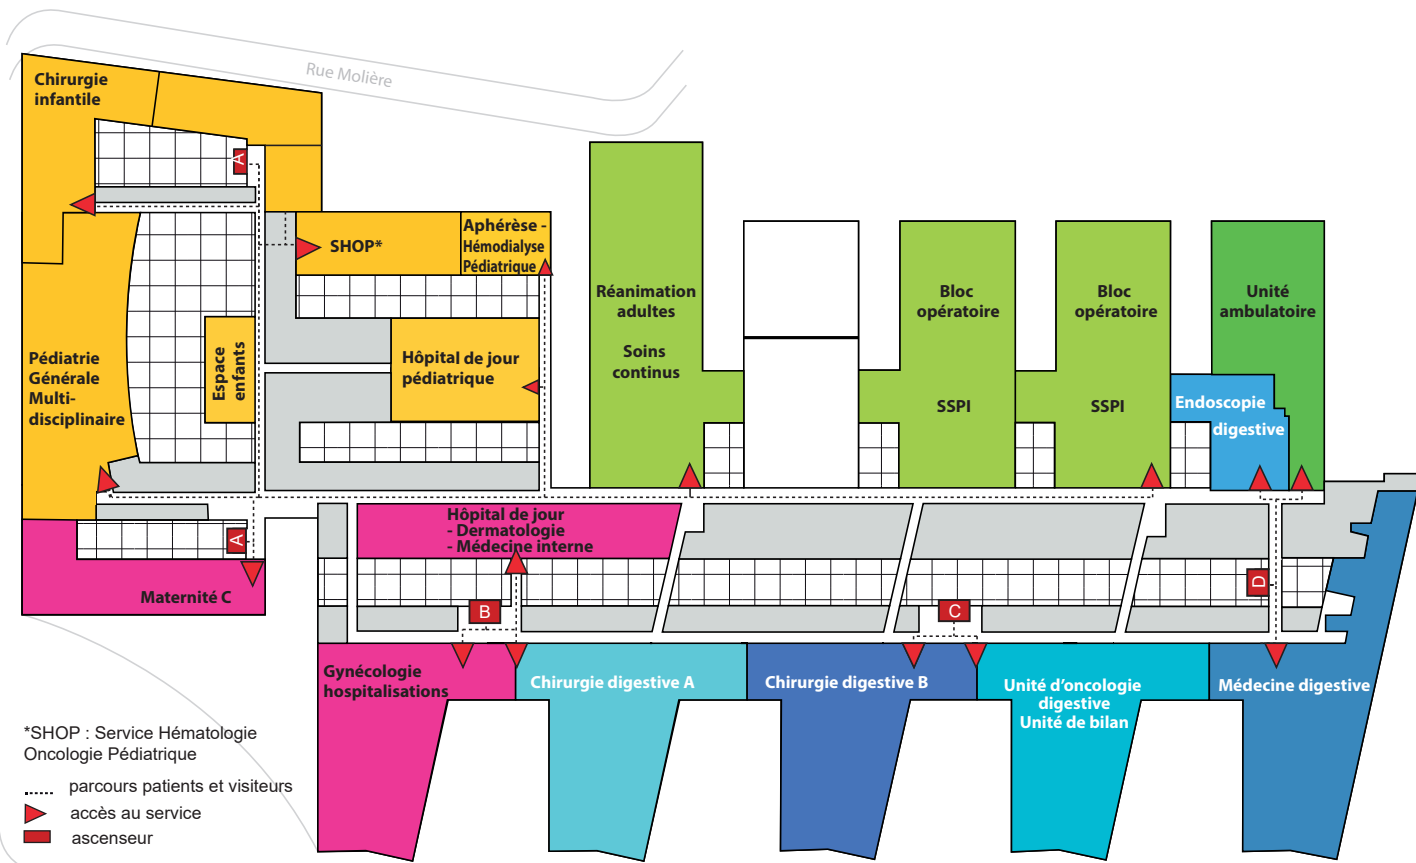 Rue Molière
Chirurgie
infantile
A
SHOP*
Aphérèse -
Hémodialyse
Pédiatrique
Réanimation
adultes
Soins
continus
Bloc
opératoire
SSPI
Bloc
opératoire
SSPI
Unité
ambulatoire
Endoscopie
digestive
Pédiatrie
Générale
Multi-
disciplinaire
Espace
enfants
Hôpital de jour
pédiatrique
Hôpital de jour
- Dermatologie
- Médecine interne
A
Maternité C
B
C
D
Gynécologie
hospitalisations
Chirurgie digestive A
Chirurgie digestive B
Unité d'oncologie
digestive
Unité de bilan
Médecine digestive
*SHOP : Service Hématologie
Oncologie Pédiatrique
parcours patients et visiteurs
accès au service
ascenseur